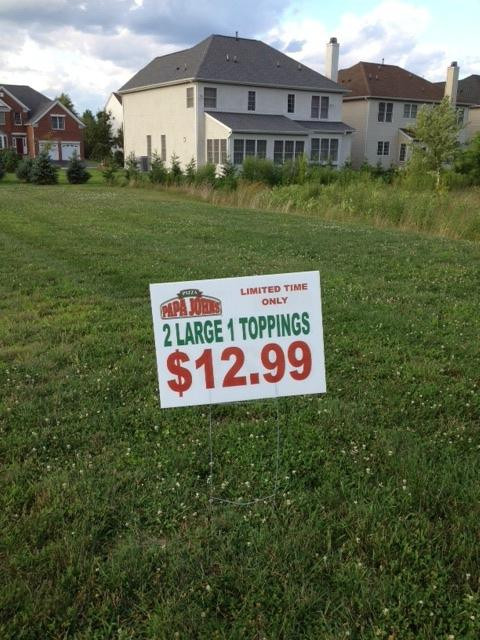 PIZZA
PAPA JOHNS
LIMITED TIME
ONLY
2 LARGE 1 TOPPINGS
$12.99